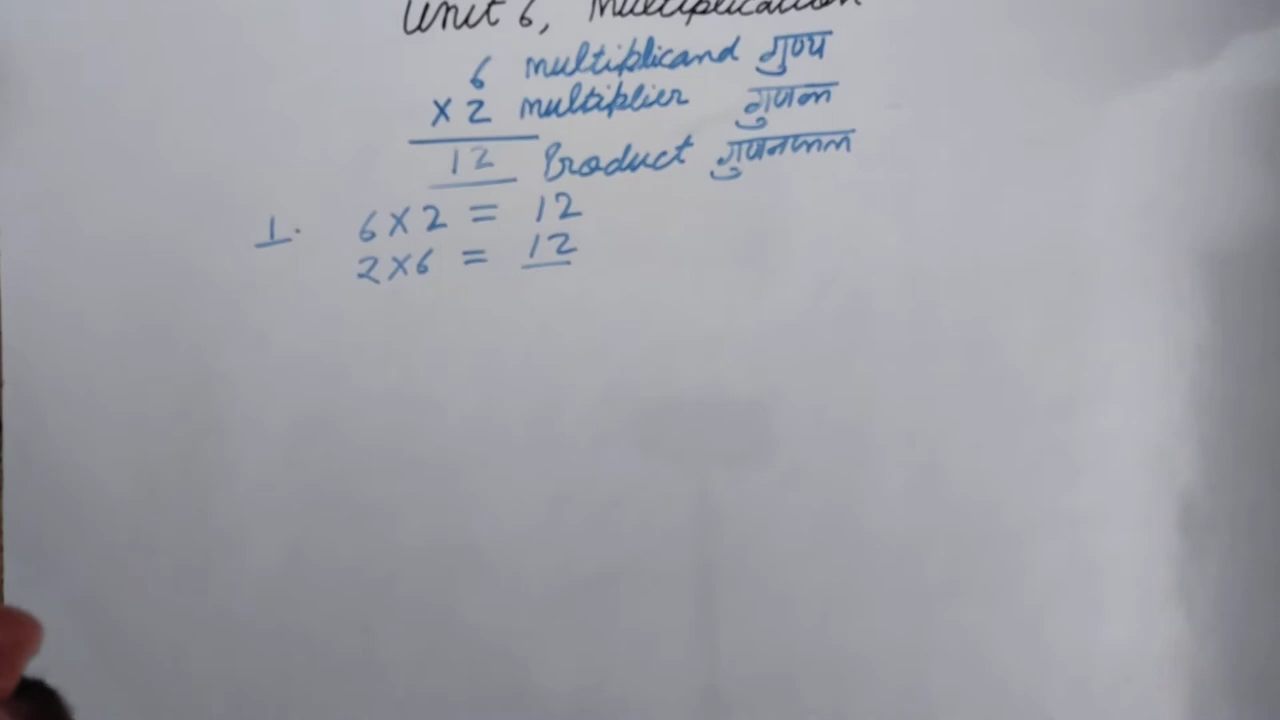 Unit 6, Multiplication
6 multiplicand गुण्य
× 2 multiplier गुणक
12 Product गुणनफल
1. 6 × 2 = 12
2 × 6 = 12